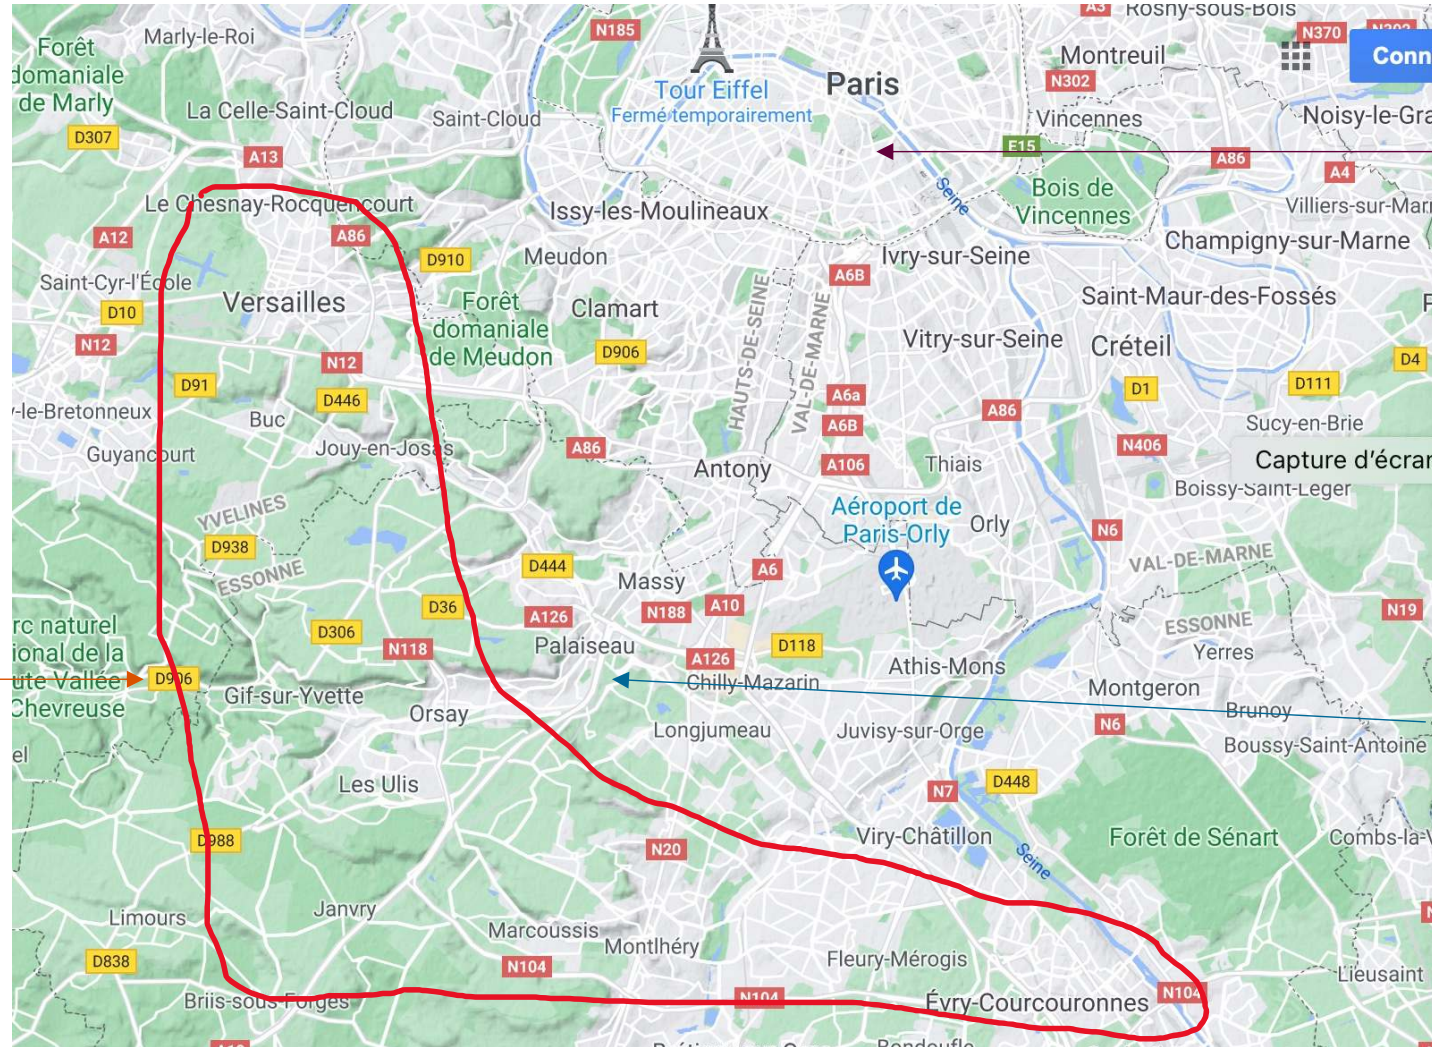 A3
Rosny-sous-Bois
Marly-le-Roi
N185
N370
N302
Forêt
domaniale
de Marly
Montreuil
Conn
Tour Eiffel
Fermé temporairement
Paris
N302
La Celle-Saint-Cloud
Saint-Cloud
Vincennes
Noisy-le-Gra
D307
A13
E15
A86
A4
Bois de
Vincennes
Seine
Le Chesnay-Rocquencourt
Issy-les-Moulineaux
Villiers-sur-Mar
A12
A86
D910
Meudon
Ivry-sur-Seine
Champigny-sur-Marne
Saint-Cyr-l'École
A6B
D10
Versailles
Forêt
domaniale
de Meudon
Clamart
HAUTS-DE-SEINE
VAL-DE-MARNE
Saint-Maur-des-Fossés
N12
N12
D906
Vitry-sur-Seine
Créteil
D4
D91
D446
A6a
D1
D111
y-le-Bretonneux
Buc
A6B
A86
Sucy-en-Brie
Guyancourt
Jouy-en-Josas
A86
N406
Antony
A106
Thiais
Capture d'écrar
Boissy-Saint-Léger
YVELINES
ESSONNE
Aéroport de
Paris-Orly
Orly
N6
D938
D444
Massy
A6
VAL-DE-MARNE
ESSONNE
D36
A126
N188
A10
N19
rc naturel
ional de la
ute Vallée
Chevreuse
D306
N118
Palaiseau
A126
D118
Yerres
D906
Gif-sur-Yvette
Chilly-Mazarin
Athis-Mons
Montgeron
Orsay
Brunoy
Longjumeau
Juvisy-sur-Orge
N6
Boussy-Saint-Antoine
el
Les Ulis
N7
D448
D988
N20
Viry-Châtillon
Seine
Forêt de Sénart
Combs-la-V
Limours
Janvry
Marcoussis
Montlhéry
D838
N104
Fleury-Mérogis
Lieusaint
Briis-sous-Forges
N104
Évry-Courcouronnes
N104
Bondoufle